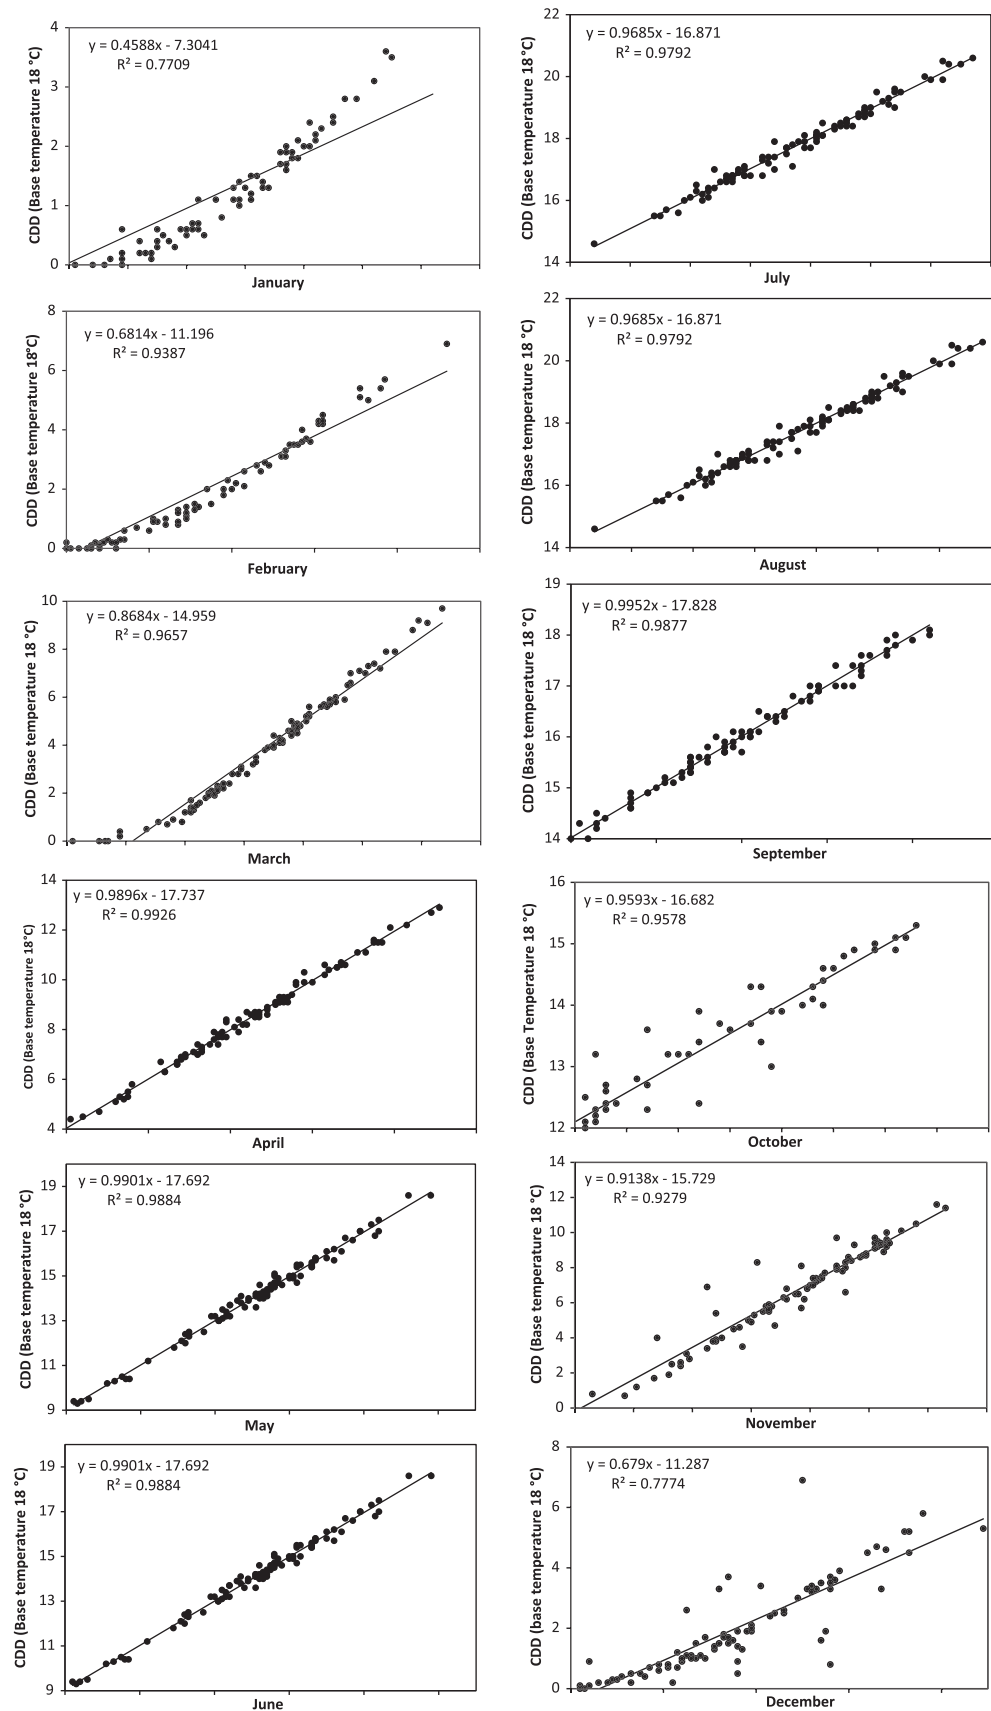 y = 0.4588x - 7.3041
R² = 0.7709
CDD (Base temperature 18 °C)
4
3
2
1
0
January
y = 0.9685x - 16.871
R² = 0.9792
CDD (Base temperature 18 °C)
22
20
18
16
14
July
y = 0.6814x - 11.196
R² = 0.9387
CDD (Base temperature 18°C)
8
6
4
2
0
February
y = 0.9685x - 16.871
R² = 0.9792
CDD (Base temperature 18 °C)
22
20
18
16
14
August
y = 0.8684x - 14.959
R² = 0.9657
CDD (Base temperature 18 °C)
10
8
6
4
2
0
March
y = 0.9952x - 17.828
R² = 0.9877
CDD (Base temperature 18 °C)
19
18
17
16
15
14
September
y = 0.9896x - 17.737
R² = 0.9926
CDD (Base temperature 18°C)
14
12
10
8
6
4
April
y = 0.9593x - 16.682
R² = 0.9578
CDD (Base Temperature 18 °C)
16
15
14
13
12
October
y = 0.9901x - 17.692
R² = 0.9884
CDD (Base temperature 18 °C)
19
17
15
13
11
9
May
y = 0.9138x - 15.729
R² = 0.9279
CDD (Base temperature 18 °C)
14
12
10
8
6
4
2
0
November
y = 0.9901x - 17.692
R² = 0.9884
CDD (Base temperature 18 °C)
19
17
15
13
11
9
June
y = 0.679x - 11.287
R² = 0.7774
CDD (base temperature 18 °C)
8
6
4
2
0
December